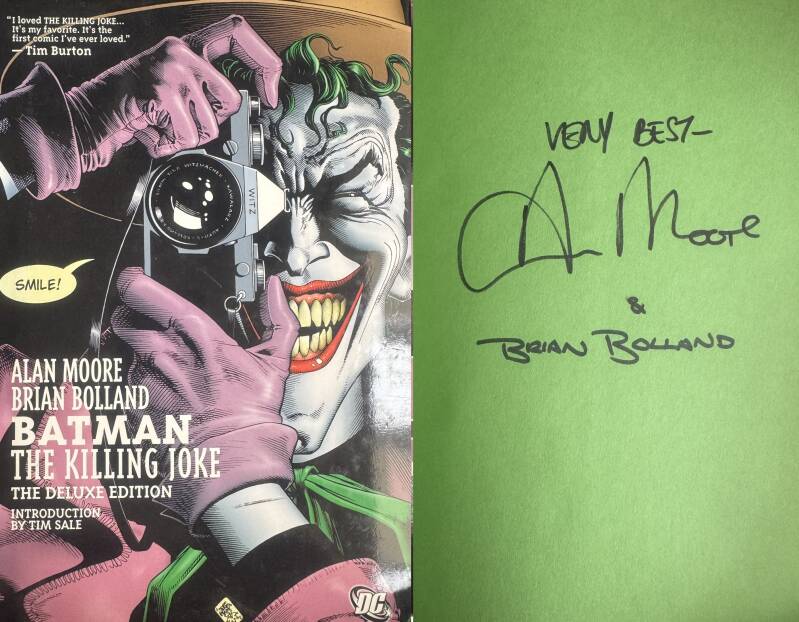 "I loved THE KILLING JOKE...
It's my favorite. It's the
first comic I've ever loved."
— Tim Burton
WITZ
SMILE!
ALAN MOORE
BRIAN BOLLAND
BATMAN
THE KILLING JOKE
THE DELUXE EDITION
INTRODUCTION
BY TIM SALE
DC
VERY BEST—
Alan Moore
&
BRIAN BOLLAND